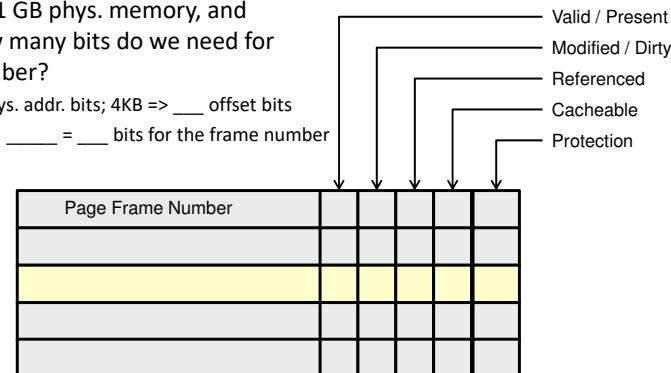 1 GB phys. memory, and
many bits do we need for
ys. addr. bits; 4KB => ___ offset bits
_____ = ___ bits for the frame number
Valid / Present
Modified / Dirty
Referenced
Cacheable
Protection
Page Frame Number